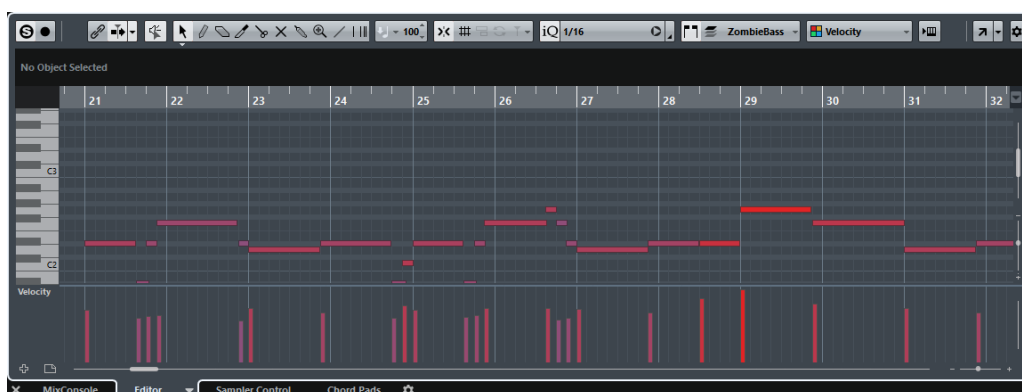 100 iQ 1/16 ZombieBass Velocity
No Object Selected
21 22 23 24 25 26 27 28 29 30 31 32
C3
C2
Velocity
MixConsole Editor Sampler Control Chord Pads